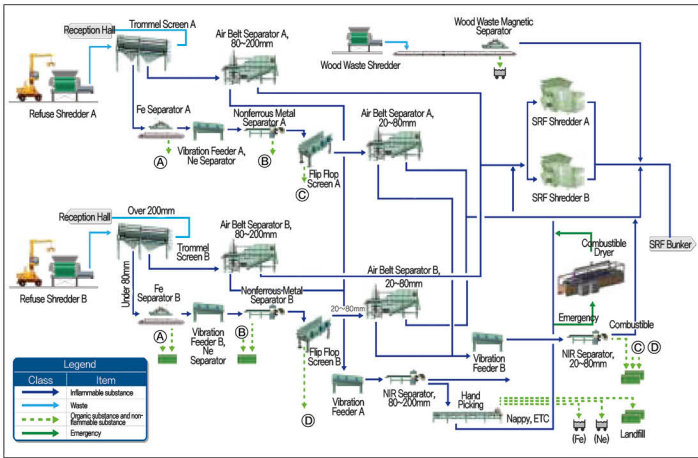 Reception Hall
Trommel Screen A
Refuse Shredder A
Air Belt Separator A,
80~200mm
Wood Waste Shredder
Wood Waste Magnetic
Separator
SRF Shredder A
SRF Shredder B
Fe Separator A
Ⓐ
Vibration Feeder A,
Ne Separator
Nonferrous Metal
Separator A
Ⓑ
Flip Flop
Screen A
Ⓒ
Air Belt Separator A,
20~80mm
Reception Hall
Over 200mm
Trommel
Screen B
Under 80mm
Refuse Shredder B
Air Belt Separator B,
80~200mm
Fe
Separator B
Ⓐ
Vibration
Feeder B,
Ne
Separator
Nonferrous-Metal
Separator B
Ⓑ
Flip Flop
Screen B
Ⓓ
20~80mm
Air Belt Separator B,
20~80mm
Combustible
Dryer
SRF Bunker
Emergency
Combustible
Vibration
Feeder B
NIR Separator,
20~80mm
Ⓒ Ⓓ
Vibration
Feeder A
NIR Separator,
80~200mm
Hand
Picking
Nappy, ETC
(Fe)
(Ne)
Landfill
Legend
Class
Item
Inflammable substance
Waste
Organic substance and non-
flammable substance
Emergency